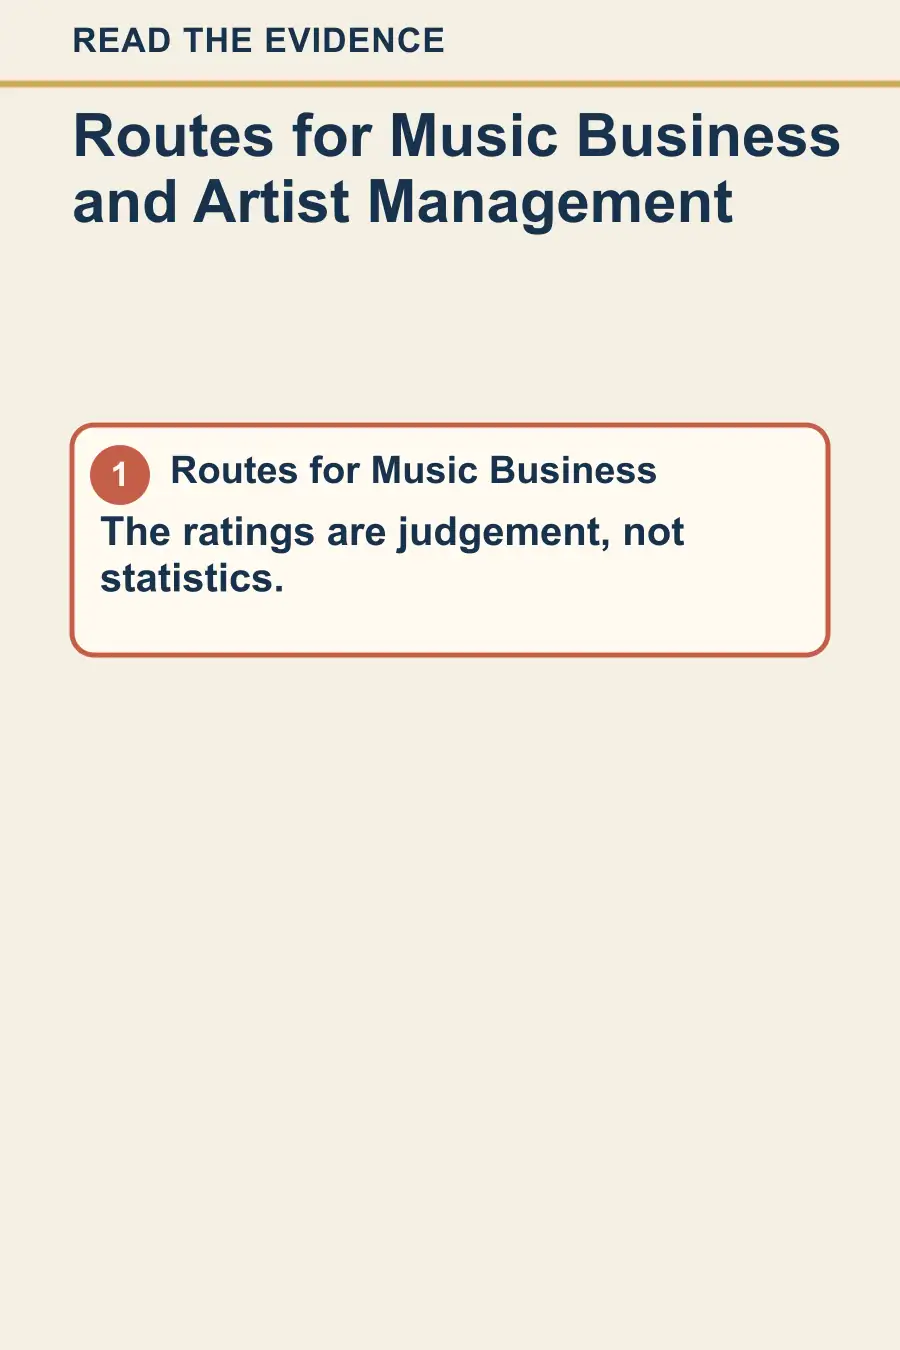 READ THE EVIDENCE
Routes for Music Business
and Artist Management
1 Routes for Music Business
The ratings are judgement, not
statistics.